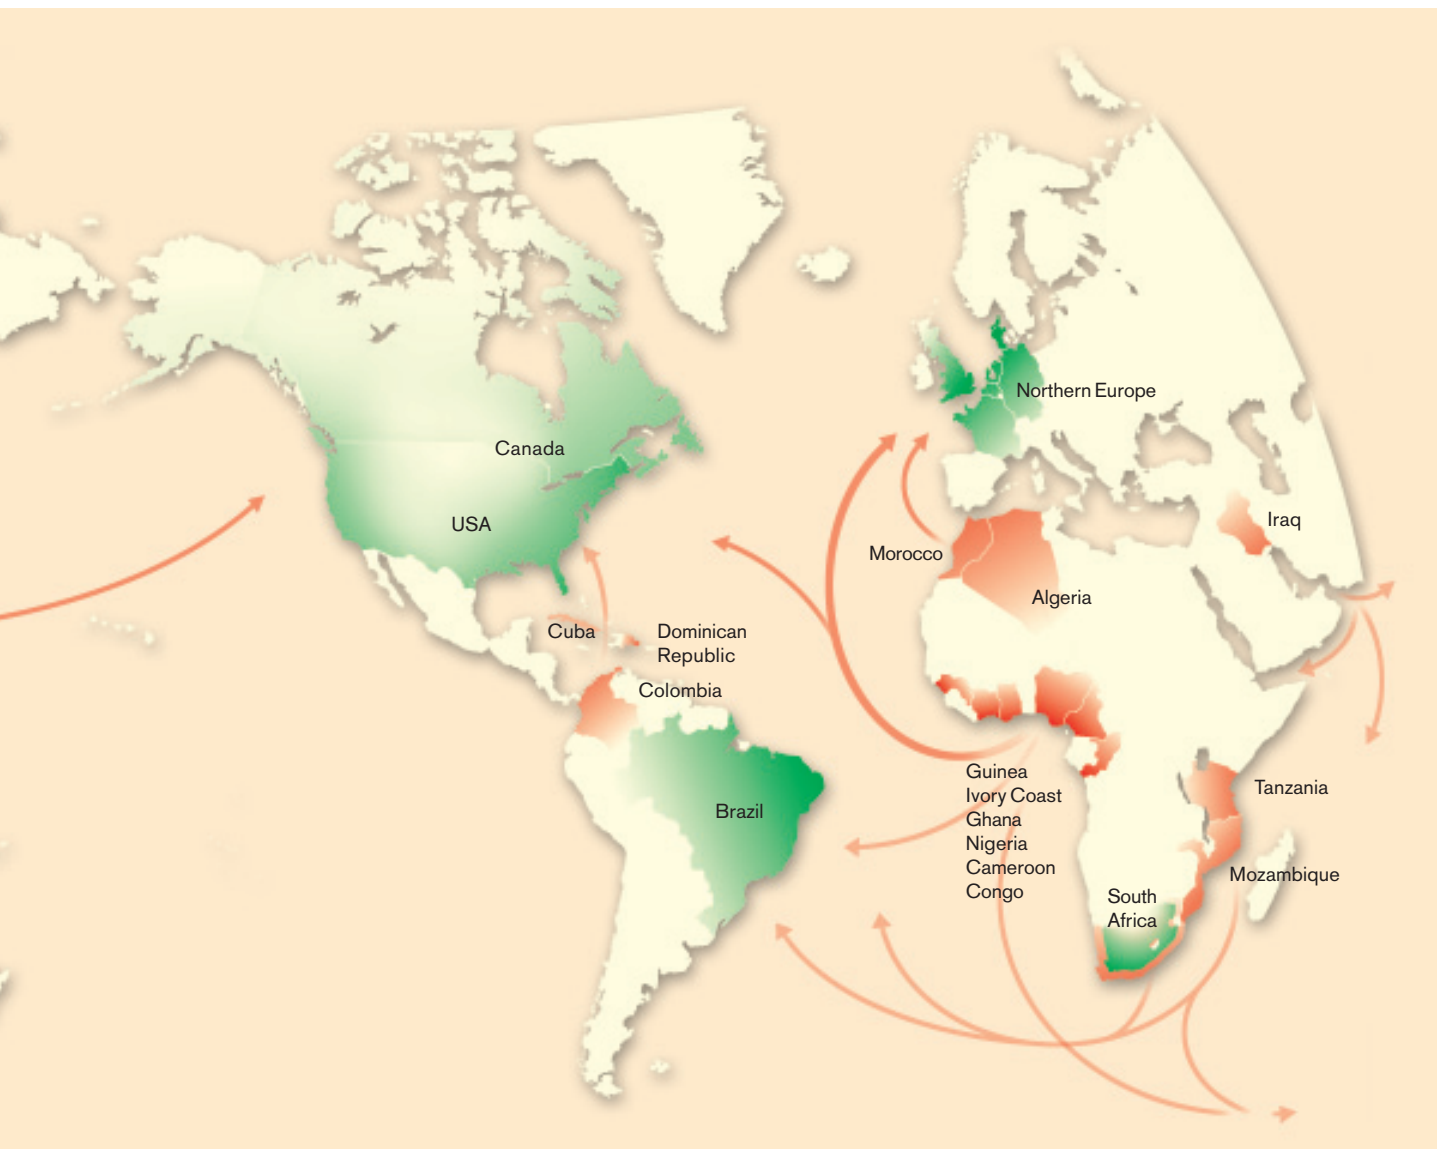 Northern Europe
Canada
USA
Iraq
Morocco
Algeria
Cuba
Dominican
Republic
Colombia
Guinea
Ivory Coast
Ghana
Nigeria
Cameroon
Congo
Tanzania
Brazil
Mozambique
South
Africa